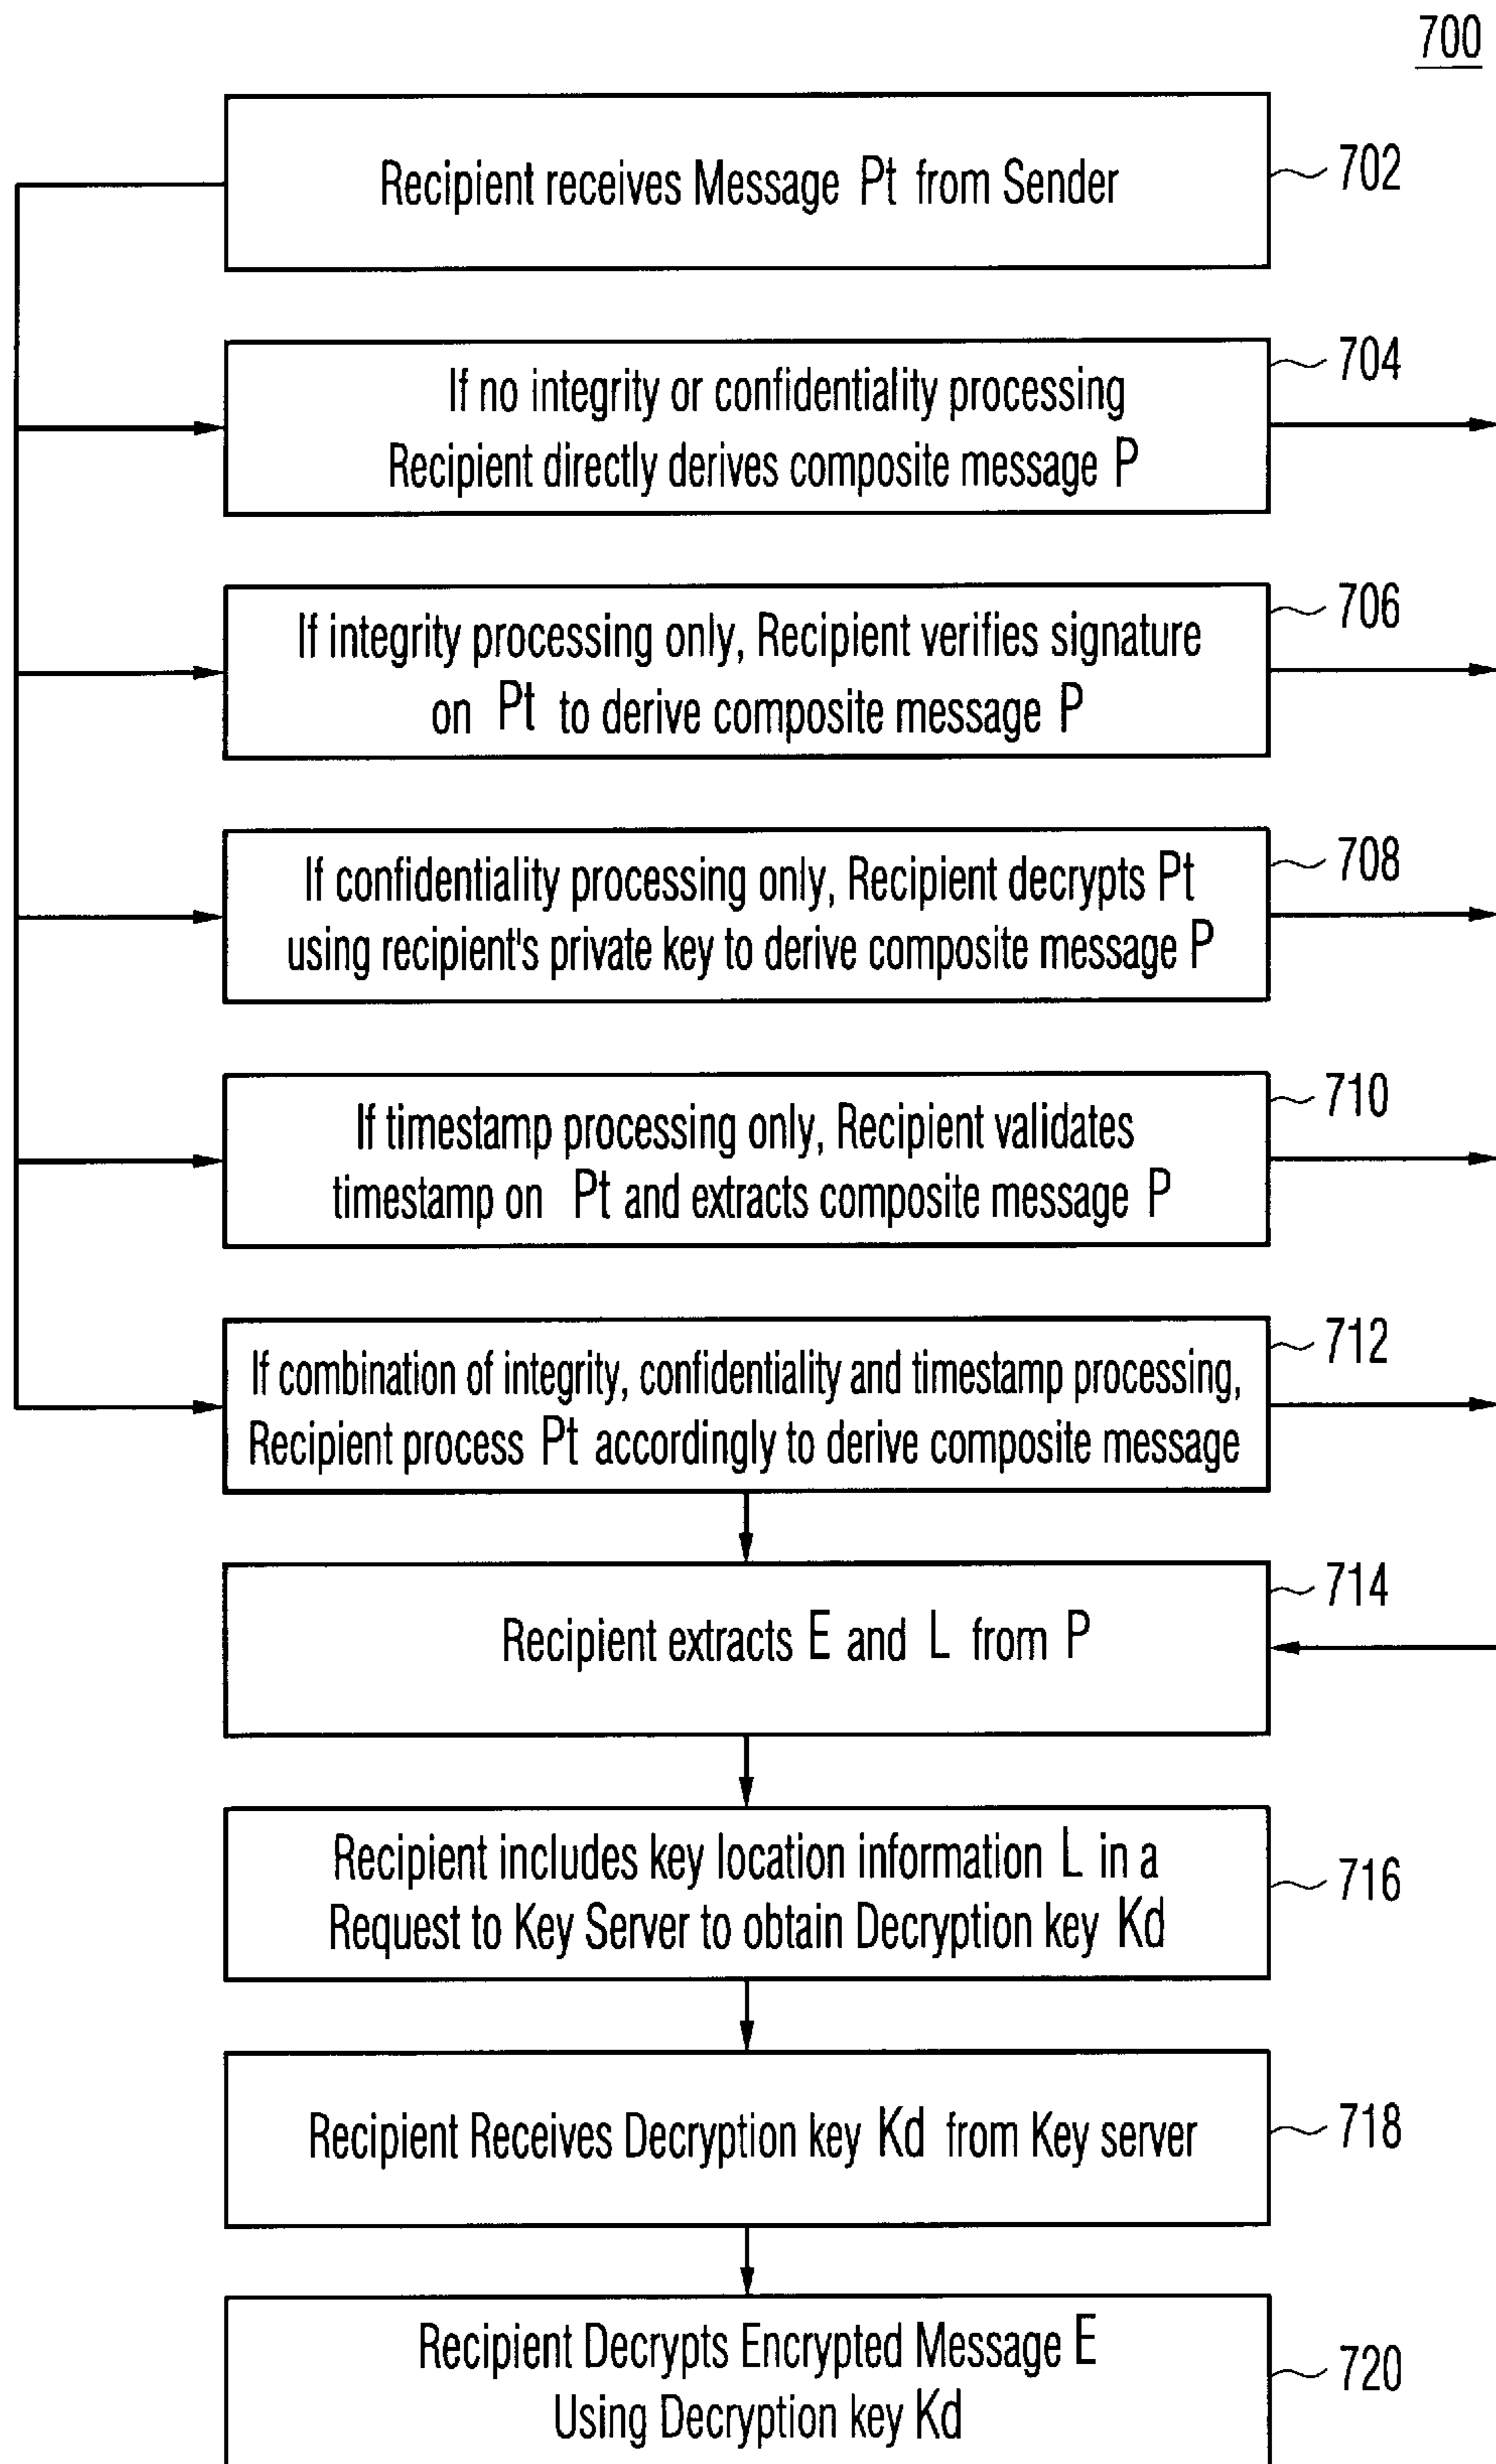 700
Recipient receives Message Pt from Sender
702
If no integrity or confidentiality processing
Recipient directly derives composite message P
704
If integrity processing only, Recipient verifies signature
on Pt to derive composite message P
706
If confidentiality processing only, Recipient decrypts Pt
using recipient's private key to derive composite message P
708
If timestamp processing only, Recipient validates
timestamp on Pt and extracts composite message P
710
If combination of integrity, confidentiality and timestamp processing,
Recipient process Pt accordingly to derive composite message
712
Recipient extracts E and L from P
714
Recipient includes key location information L in a
Request to Key Server to obtain Decryption key Kd
716
Recipient Receives Decryption key Kd from Key server
718
Recipient Decrypts Encrypted Message E
Using Decryption key Kd
720